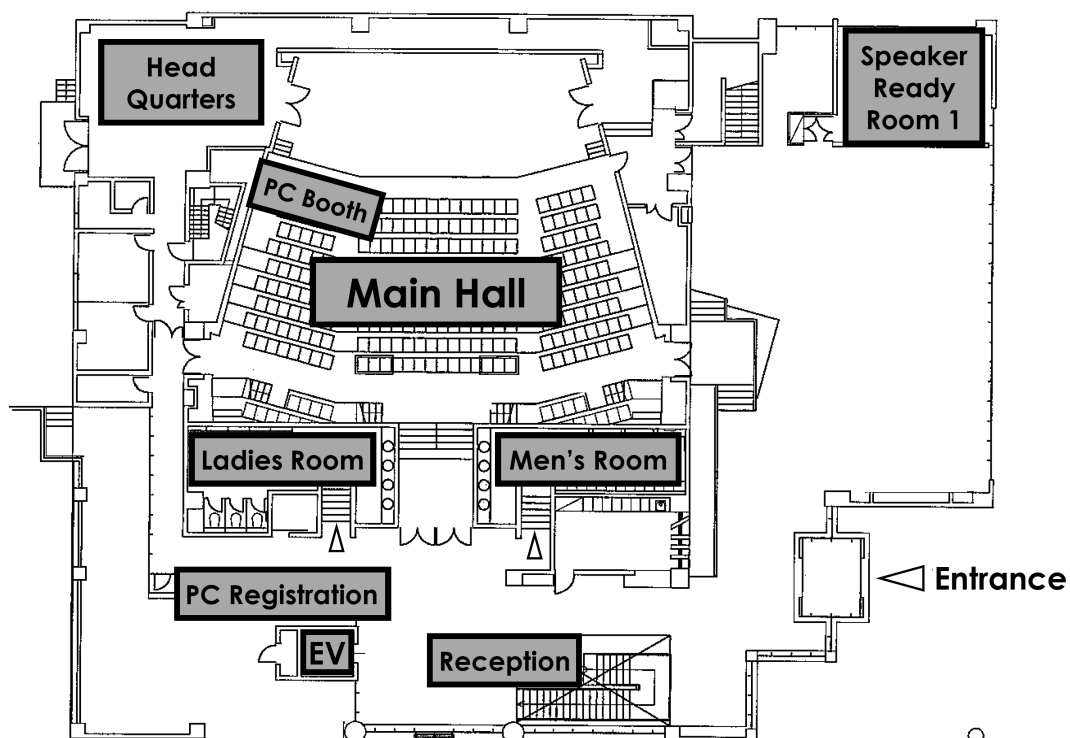 Head
Quarters
Speaker
Ready
Room 1
PC Booth
Main Hall
Ladies Room
Men's Room
Entrance
PC Registration
EV
Reception